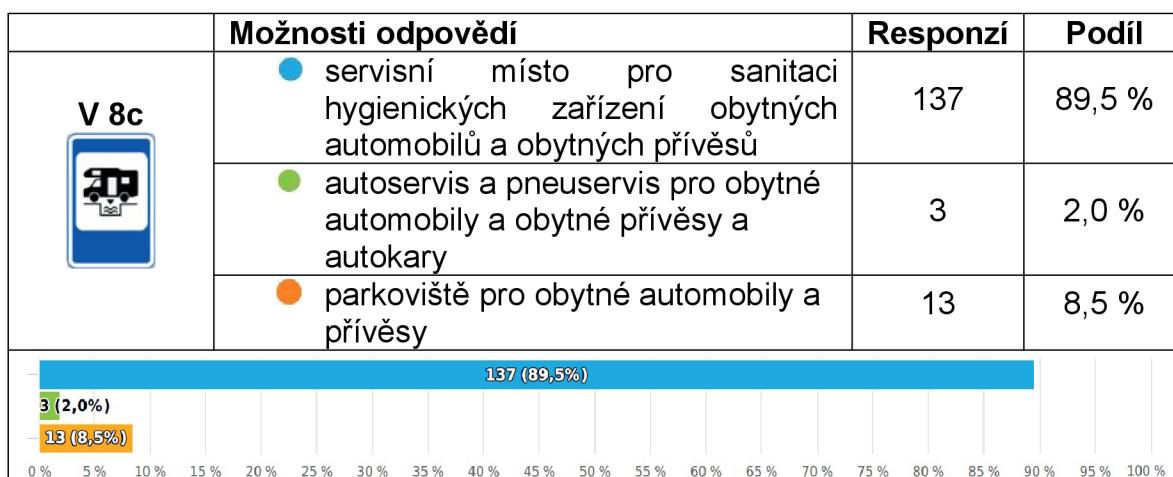 Možnosti odpovědí Responzí Podíl
V 8c
servisní místo pro sanitaci
hygienických zařízení obytných
automobilů a obytných přívěsů
137 89,5 %
autoservis a pneuservis pro obytné
automobily a obytné přívěsy a
autokary
3 2,0 %
parkoviště pro obytné automobily a
přívěsy
13 8,5 %
137 (89,5%)
3 (2,0%)
13 (8,5%)
0 % 5 % 10 % 15 % 20 % 25 % 30 % 35 % 40 % 45 % 50 % 55 % 60 % 65 % 70 % 75 % 80 % 85 % 90 % 95 % 100 %